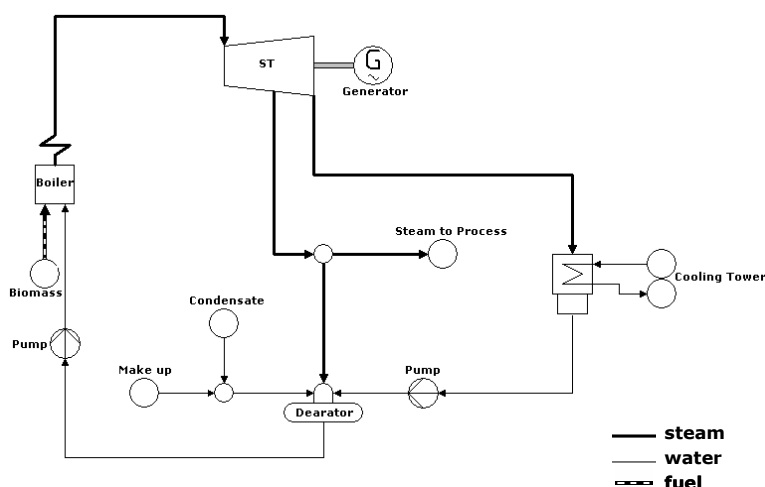 ST
G
Generator
Boiler
Steam to Process
Cooling Tower
Biomass
Condensate
Pump
Make up
Pump
Dearator
steam
water
fuel